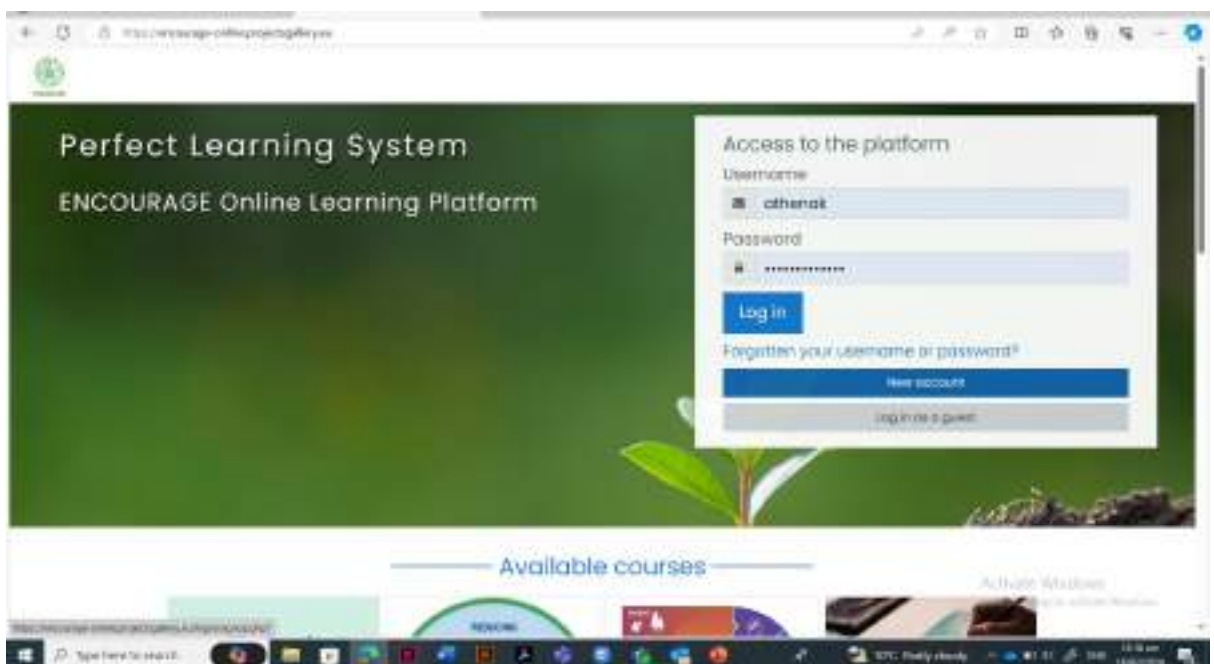 Perfect Learning System
ENCOURAGE Online Learning Platform
Access to the platform
Username
athenak
Password
Log in
Forgotten your username or password?
New account
Log in as a guest
Available courses
REDUCING
Activate Windows
Type here to search